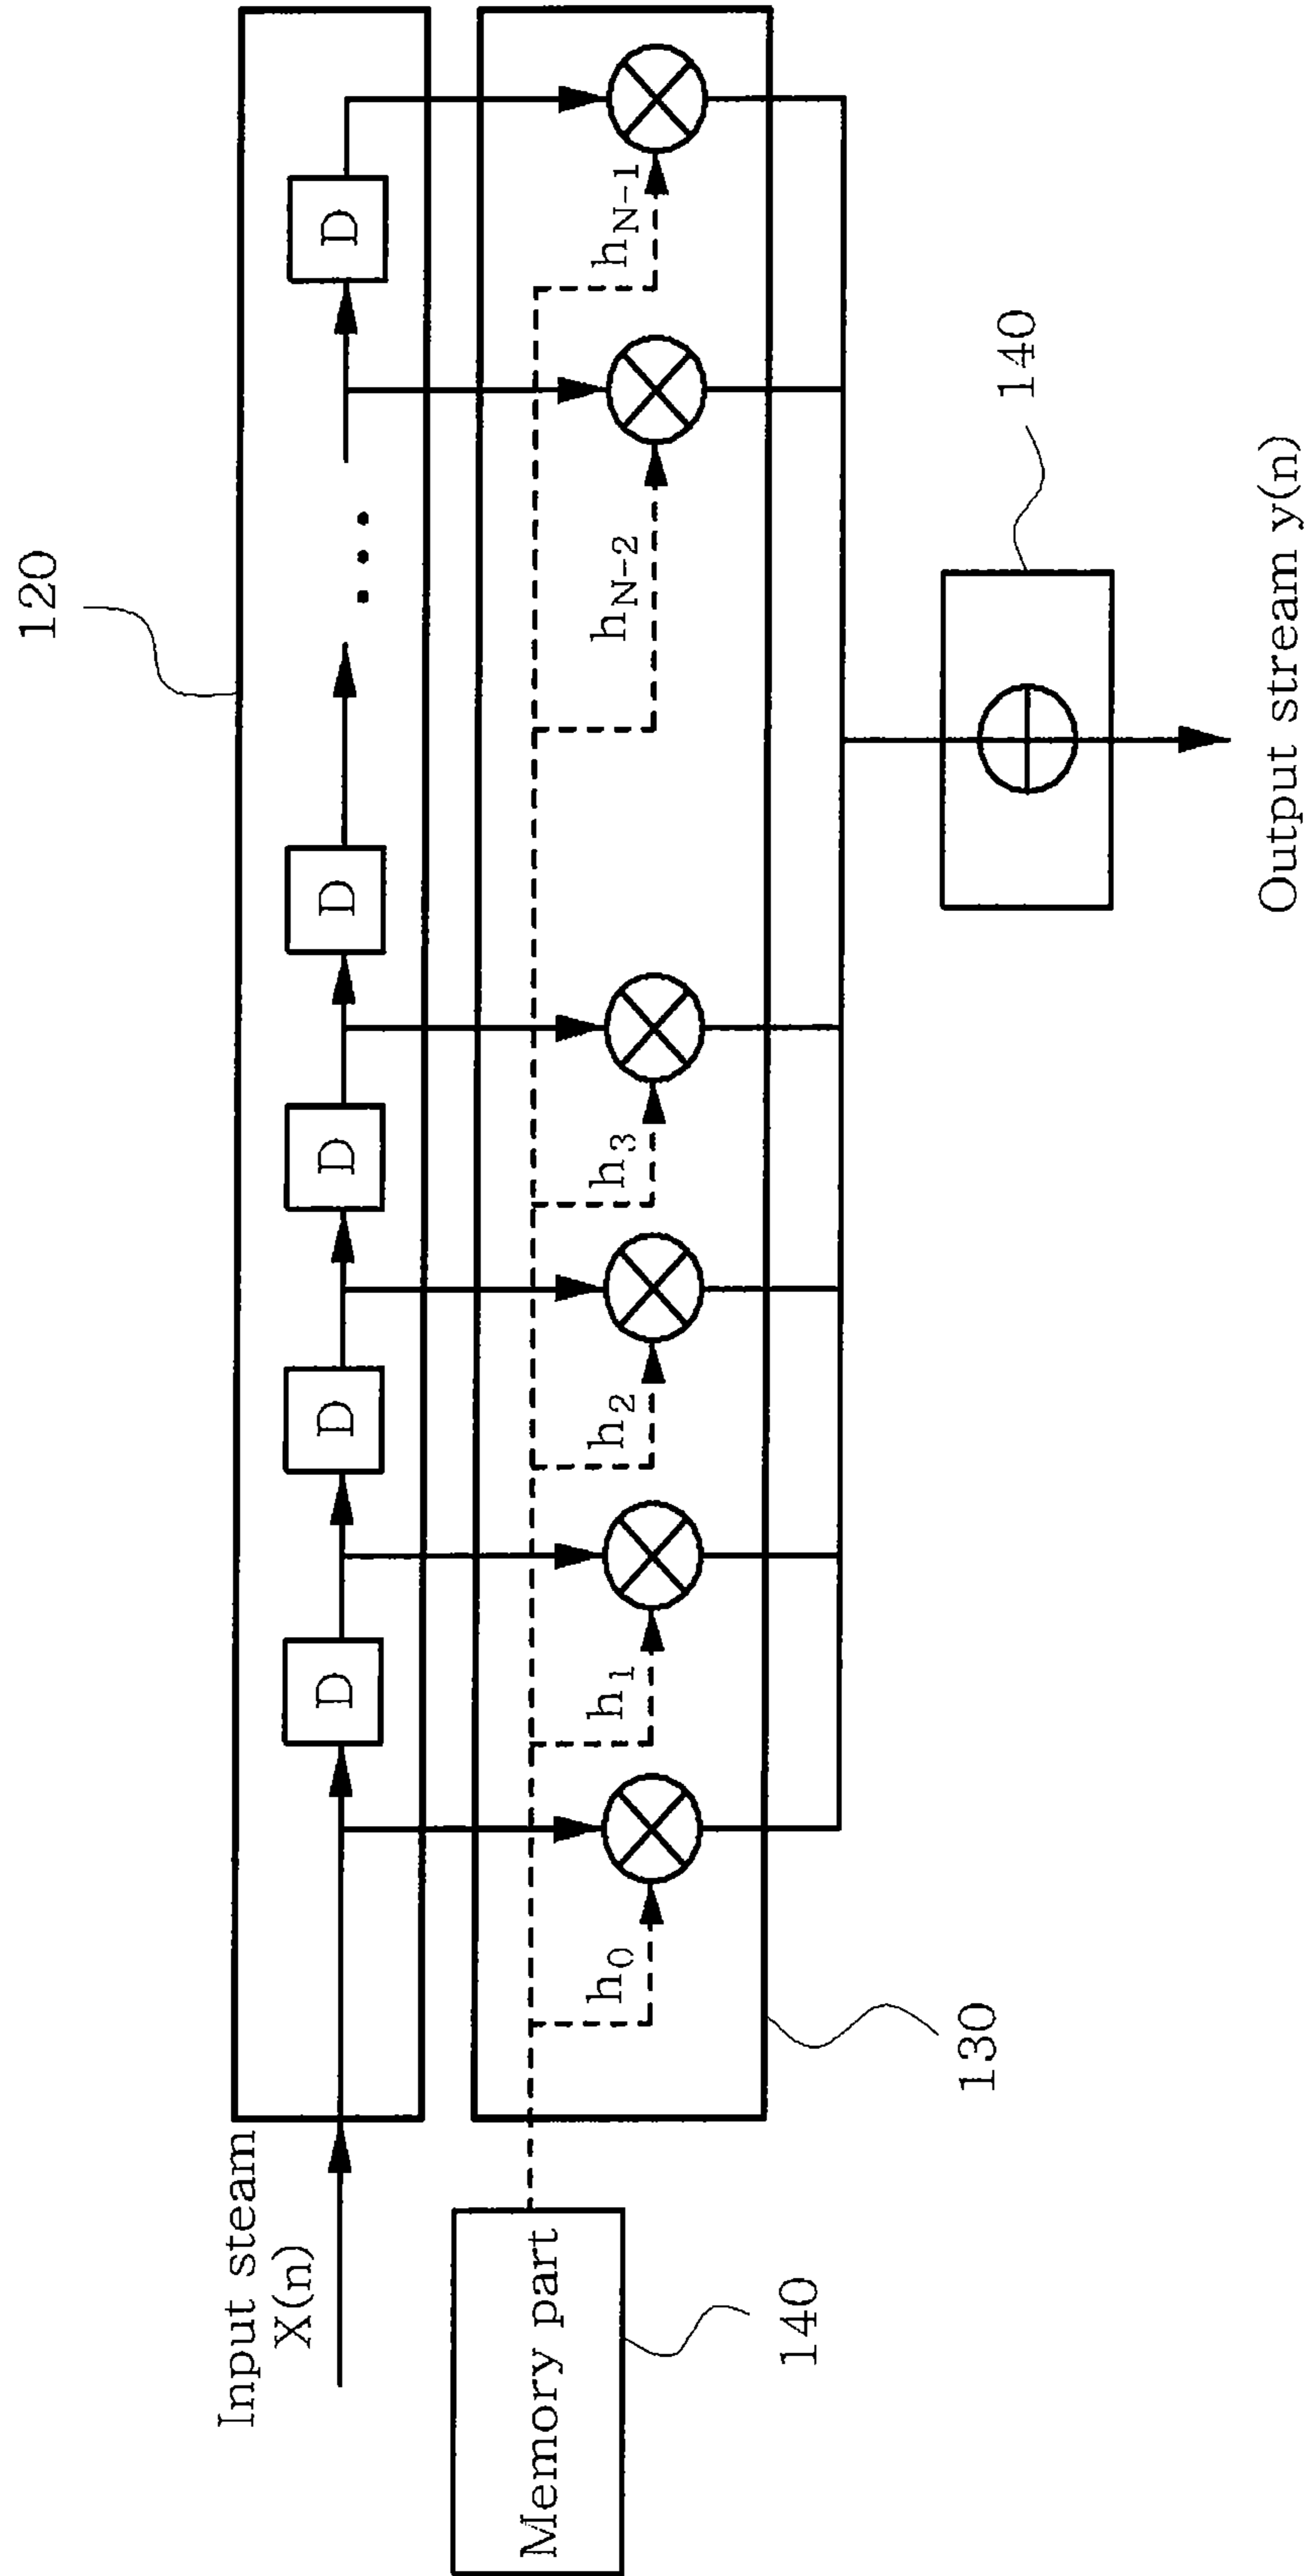 120
Input steam
X(n)
D
D
D
D
D
Memory part
140
h0
h1
h2
h3
hN-2
hN-1
130
140
Output stream y(n)